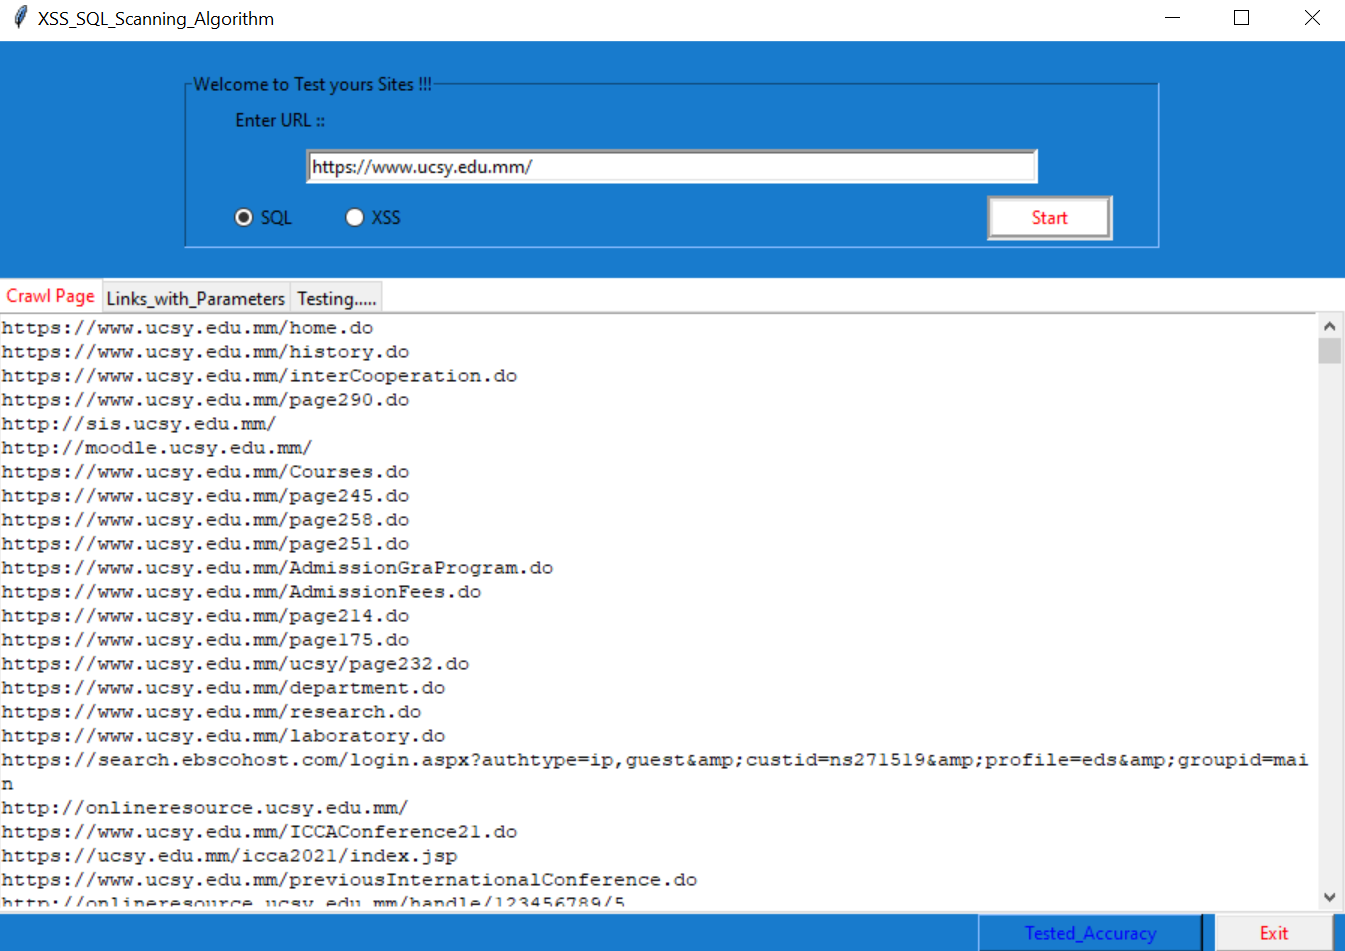 XSS_SQL_Scanning_Algorithm
Welcome to Test yours Sites !!!
Enter URL ::
https://www.ucsy.edu.mm/
SQL XSS Start
Crawl Page Links_with_Parameters Testing.....
https://www.ucsy.edu.mm/home.do
https://www.ucsy.edu.mm/history.do
https://www.ucsy.edu.mm/interCooperation.do
https://www.ucsy.edu.mm/page290.do
http://sis.ucsy.edu.mm/
http://moodle.ucsy.edu.mm/
https://www.ucsy.edu.mm/Courses.do
https://www.ucsy.edu.mm/page245.do
https://www.ucsy.edu.mm/page258.do
https://www.ucsy.edu.mm/page251.do
https://www.ucsy.edu.mm/AdmissionGraProgram.do
https://www.ucsy.edu.mm/AdmissionFees.do
https://www.ucsy.edu.mm/page214.do
https://www.ucsy.edu.mm/page175.do
https://www.ucsy.edu.mm/ucsy/page232.do
https://www.ucsy.edu.mm/department.do
https://www.ucsy.edu.mm/research.do
https://www.ucsy.edu.mm/laboratory.do
https://search.ebscohost.com/login.aspx?authtype=ip,guest&amp;custid=ns271519&amp;profile=eds&amp;groupid=mai
n
http://onlineresource.ucsy.edu.mm/
https://www.ucsy.edu.mm/ICCAConference21.do
https://ucsy.edu.mm/icca2021/index.jsp
https://www.ucsy.edu.mm/previousInternationalConference.do
http://onlineresource.ucsy.edu.mm/handle/123456789/5
Tested_Accuracy Exit